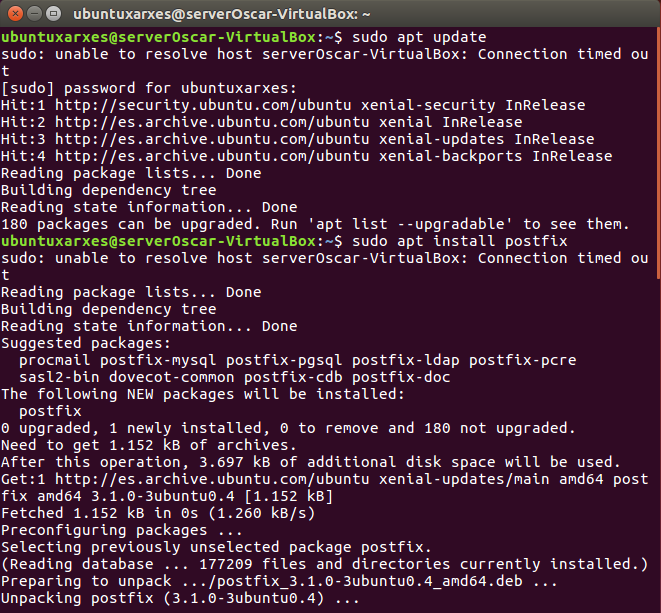 ubuntuxarxes@serverOscar-VirtualBox: ~
ubuntuxarxes@serverOscar-VirtualBox:~$ sudo apt update
sudo: unable to resolve host serverOscar-VirtualBox: Connection timed ou
t
[sudo] password for ubuntuxarxes:
Hit:1 http://security.ubuntu.com/ubuntu xenial-security InRelease
Hit:2 http://es.archive.ubuntu.com/ubuntu xenial InRelease
Hit:3 http://es.archive.ubuntu.com/ubuntu xenial-updates InRelease
Hit:4 http://es.archive.ubuntu.com/ubuntu xenial-backports InRelease
Reading package lists... Done
Building dependency tree
Reading state information... Done
180 packages can be upgraded. Run 'apt list --upgradable' to see them.
ubuntuxarxes@serverOscar-VirtualBox:~$ sudo apt install postfix
sudo: unable to resolve host serverOscar-VirtualBox: Connection timed ou
t
Reading package lists... Done
Building dependency tree
Reading state information... Done
Suggested packages:
  procmail postfix-mysql postfix-pgsql postfix-ldap postfix-pcre
  sasl2-bin dovecot-common postfix-cdb postfix-doc
The following NEW packages will be installed:
  postfix
0 upgraded, 1 newly installed, 0 to remove and 180 not upgraded.
Need to get 1.152 kB of archives.
After this operation, 3.697 kB of additional disk space will be used.
Get:1 http://es.archive.ubuntu.com/ubuntu xenial-updates/main amd64 post
fix amd64 3.1.0-3ubuntu0.4 [1.152 kB]
Fetched 1.152 kB in 0s (1.260 kB/s)
Preconfiguring packages ...
Selecting previously unselected package postfix.
(Reading database ... 177209 files and directories currently installed.)
Preparing to unpack .../postfix_3.1.0-3ubuntu0.4_amd64.deb ...
Unpacking postfix (3.1.0-3ubuntu0.4) ...